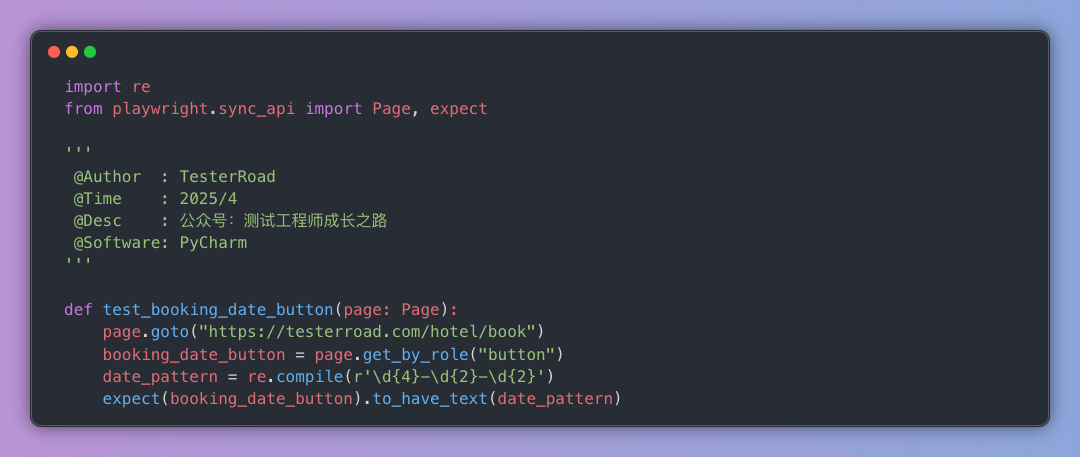 import re
from playwright.sync_api import Page, expect
'''
@Author  : TesterRoad
@Time    : 2025/4
@Desc    : 公众号：测试工程师成长之路
@Software: PyCharm
'''
def test_booking_date_button(page: Page):
    page.goto("https://testerroad.com/hotel/book")
    booking_date_button = page.get_by_role("button")
    date_pattern = re.compile(r'\d{4}-\d{2}-\d{2}')
    expect(booking_date_button).to_have_text(date_pattern)